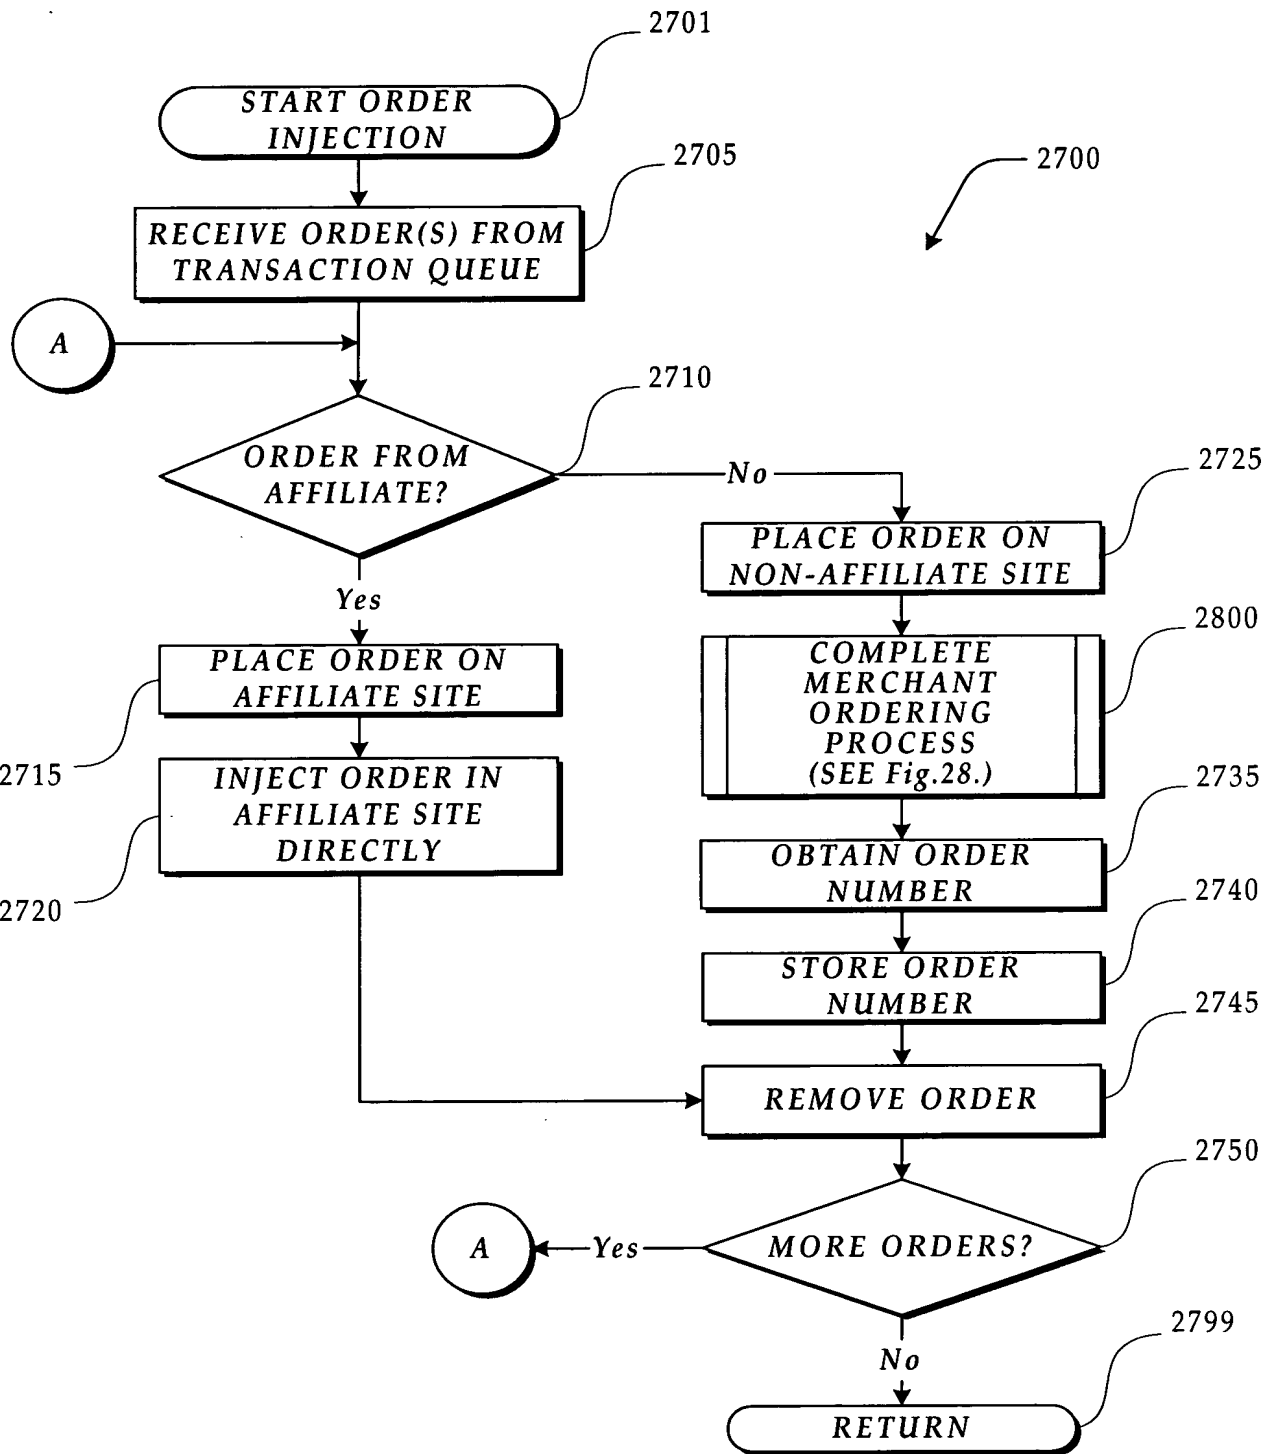 2701
START ORDER
INJECTION
2705
2700
RECEIVE ORDER(S) FROM
TRANSACTION QUEUE
A
2710
ORDER FROM
AFFILIATE?
No
2725
PLACE ORDER ON
NON-AFFILIATE SITE
Yes
2800
PLACE ORDER ON
AFFILIATE SITE
COMPLETE
MERCHANT
ORDERING
PROCESS
(SEE Fig.28.)
2715
INJECT ORDER IN
AFFILIATE SITE
DIRECTLY
2735
OBTAIN ORDER
NUMBER
2720
2740
STORE ORDER
NUMBER
2745
REMOVE ORDER
2750
MORE ORDERS?
Yes
A
2799
No
RETURN